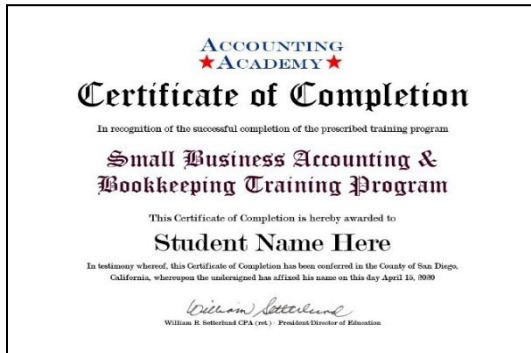 ACCOUNTING
ACADEMY
Certificate of Completion
In recognition of the successful completion of the prescribed training program
Small Business Accounting &
Bookkeeping Training Program
This Certificate of Completion is hereby awarded to
Student Name Here
In testimony whereof, this Certificate of Completion has been conferred in the County of San Diego,
California, whereupon the undersigned has affixed his name on this day April 15, 2020
William Setterlund
William R. Setterlund CPA (ret.) - President/Director of Education